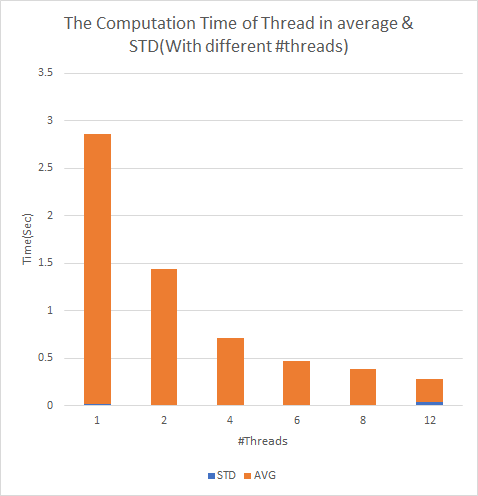 The Computation Time of Thread in average &
STD(With different #threads)
3.5
3
2.5
2
1.5
1
0.5
0
Time(Sec)
1 2 4 6 8 12
#Threads
STD AVG